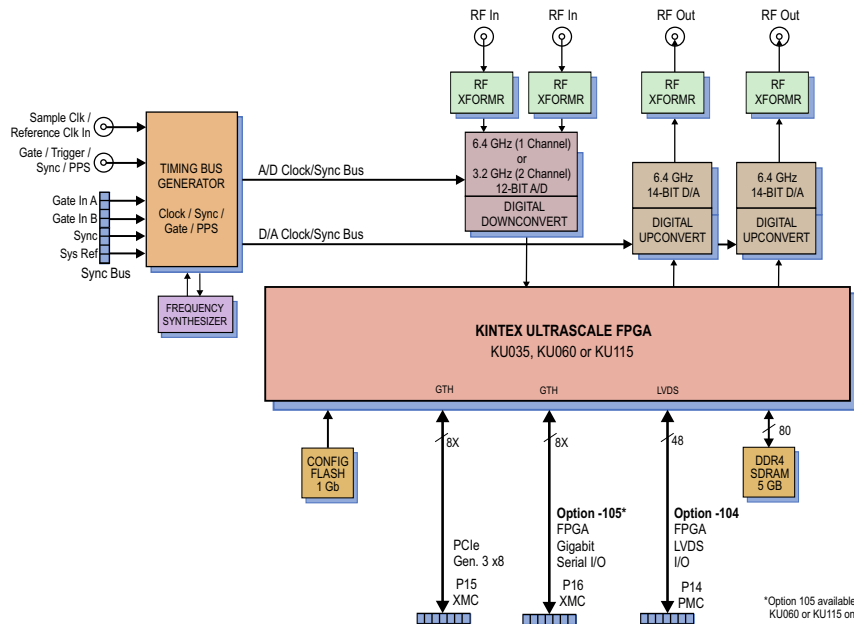 RF In
RF In
RF Out
RF Out
RF
XFORMR
RF
XFORMR
RF
XFORMR
RF
XFORMR
Sample Clk /
Reference Clk In
Gate / Trigger /
Sync / PPS
Gate In A
Gate In B
Sync
Sys Ref
Sync Bus
TIMING BUS
GENERATOR
Clock / Sync /
Gate / PPS
FREQUENCY
SYNTHESIZER
A/D Clock/Sync Bus
D/A Clock/Sync Bus
6.4 GHz (1 Channel)
or
3.2 GHz (2 Channel)
12-BIT A/D
DIGITAL
DOWNCONVERT
6.4 GHz
14-BIT D/A
DIGITAL
UPCONVERT
6.4 GHz
14-BIT D/A
DIGITAL
UPCONVERT
KINTEX ULTRASCALE FPGA
KU035, KU060 or KU115
GTH
GTH
LVDS
8X
8X
48
80
CONFIG
FLASH
1 Gb
DDR4
SDRAM
5 GB
PCIe
Gen. 3 x8
P15
XMC
Option -105*
FPGA
Gigabit
Serial I/O
P16
XMC
Option -104
FPGA
LVDS
I/O
P14
PMC
*Option 105 available
KU060 or KU115 on